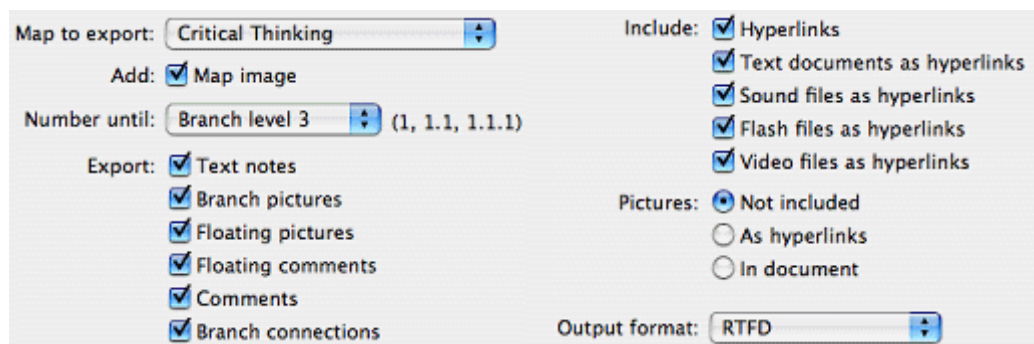 Map to export: Critical Thinking
Add: Map image
Number until: Branch level 3 (1, 1.1, 1.1.1)
Export: Text notes
Branch pictures
Floating pictures
Floating comments
Comments
Branch connections
Include: Hyperlinks
Text documents as hyperlinks
Sound files as hyperlinks
Flash files as hyperlinks
Video files as hyperlinks
Pictures: Not included
As hyperlinks
In document
Output format: RTFD